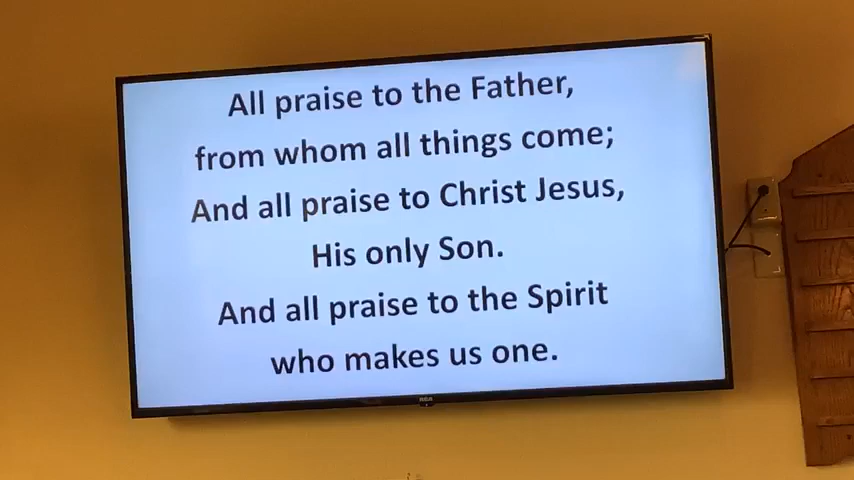 All praise to the Father,
from whom all things come;
And all praise to Christ Jesus,
His only Son.
And all praise to the Spirit
who makes us one.
RCA